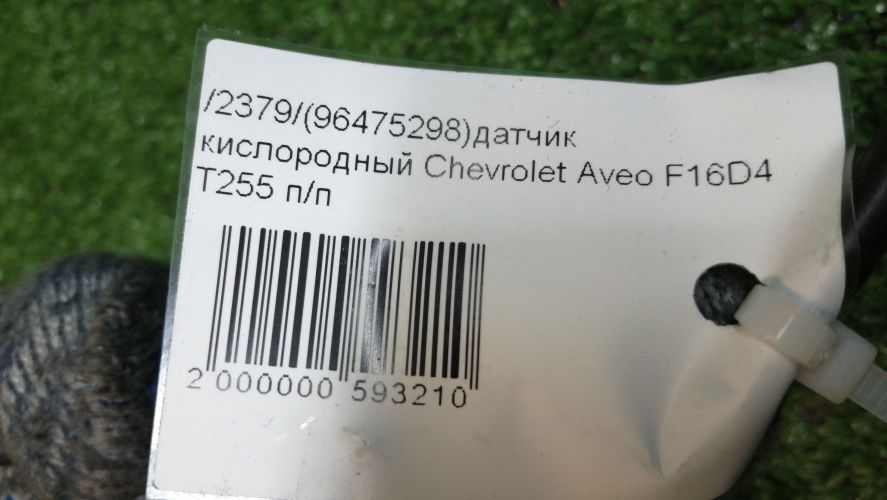 /2379/(96475298)датчик
кислородный Chevrolet Aveo F16D4
T255 п/п
2 000000 593210